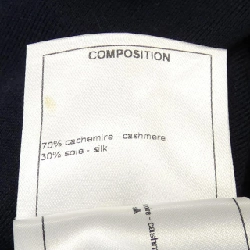 COMPOSITION
70% cachemire - cashmere
30% soie - silk